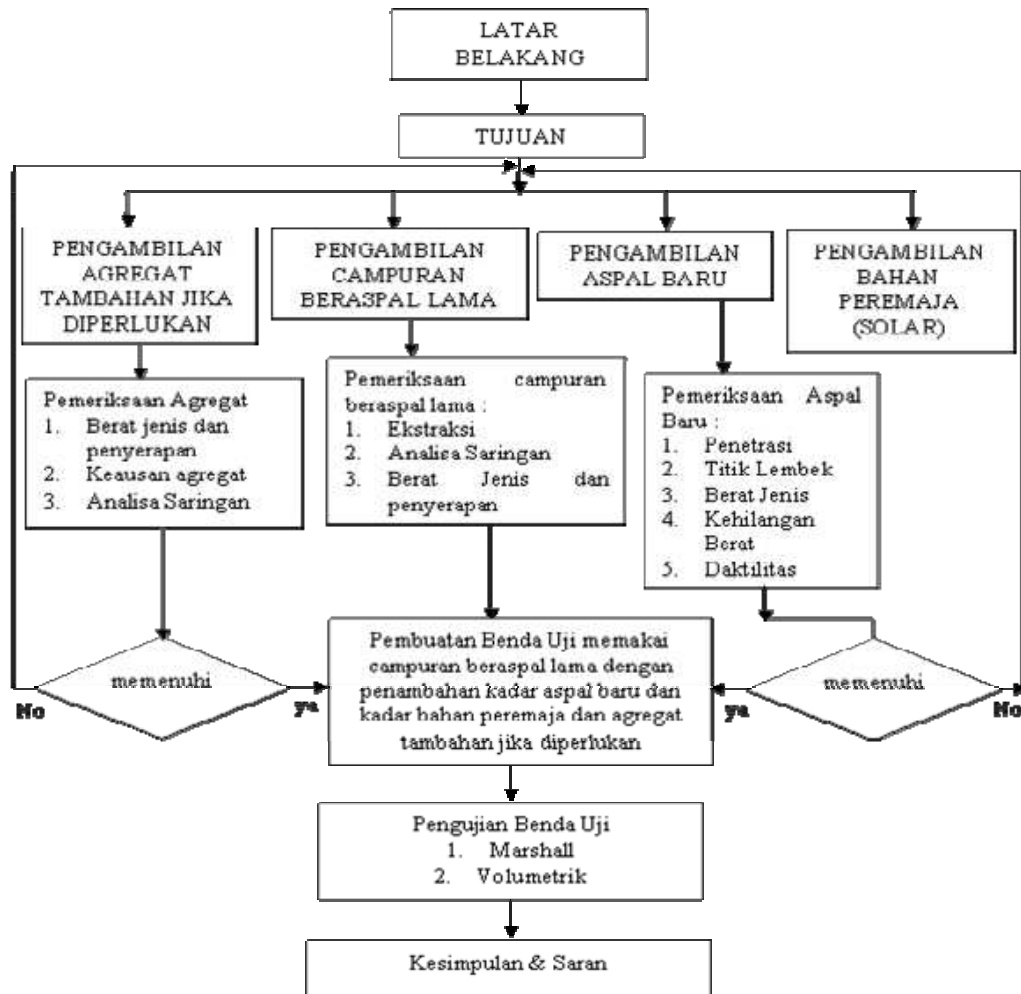 LATAR
BELAKANG
TUJUAN
PENGAMBILAN
AGREGAT
TAMBAHAN JIKA
DIPERLUKAN
PENGAMBILAN
CAMPURAN
BERASPAL LAMA
PENGAMBILAN
ASPAL BARU
PENGAMBILAN
BAHAN
PEREMAJA
(SOLAR)
Pemeriksaan Agregat
1. Berat jenis dan
penyerapan
2. Keausan agregat
3. Analisa Saringan
Pemeriksaan campuran
beraspal lama :
1. Ekstraksi
2. Analisa Saringan
3. Berat Jenis dan
penyerapan
Pemeriksaan Aspal
Baru :
1. Penetrasi
2. Titik Lembek
3. Berat Jenis
4. Kehilangan
Berat
5. Daktilitas
memenuhi
No
ya
Pembuatan Benda Uji memakai
campuran beraspal lama dengan
penambahan kadar aspal baru dan
kadar bahan peremaja dan agregat
tambahan jika diperlukan
memenuhi
ya
No
Pengujian Benda Uji
1. Marshall
2. Volumetrik
Kesimpulan & Saran